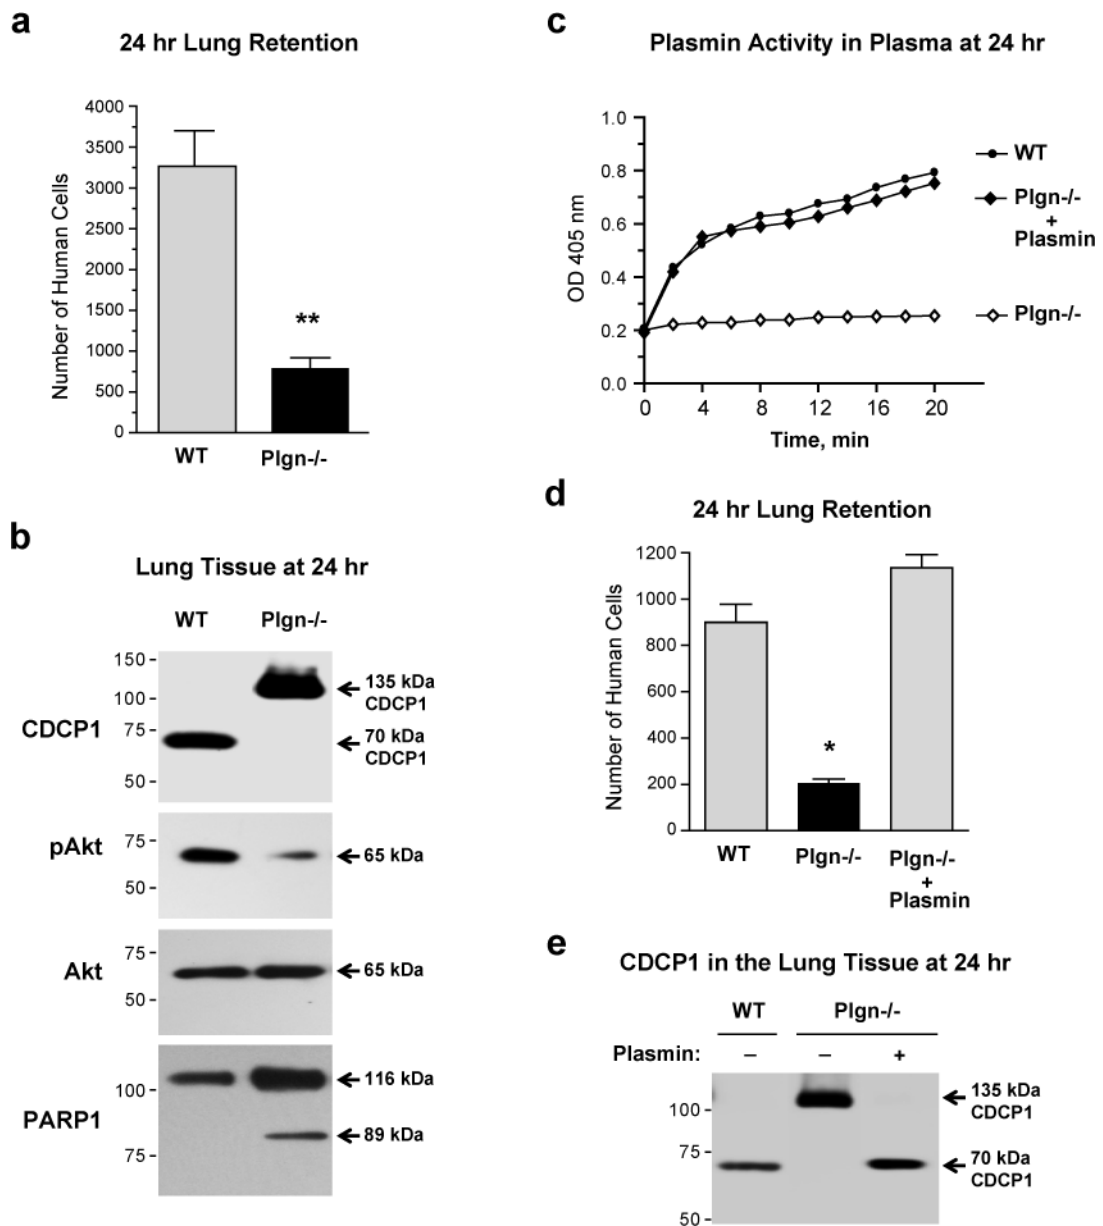 a
24 hr Lung Retention
Number of Human Cells
4000
3500
3000
2500
2000
1500
1000
500
0
**
WT
Plgn-/-
b
Lung Tissue at 24 hr
WT
Plgn-/-
CDCP1
150
100
75
50
135 kDa
CDCP1
70 kDa
CDCP1
pAkt
75
50
65 kDa
Akt
75
50
65 kDa
PARP1
100
75
116 kDa
89 kDa
c
Plasmin Activity in Plasma at 24 hr
OD 405 nm
1.0
0.8
0.6
0.4
0.2
0.0
0
4
8
12
16
20
Time, min
WT
Plgn-/-
+
Plasmin
Plgn-/-
d
24 hr Lung Retention
Number of Human Cells
1200
1000
800
600
400
200
0
*
WT
Plgn-/-
Plgn-/-
+
Plasmin
e
CDCP1 in the Lung Tissue at 24 hr
WT
Plgn-/-
Plasmin: – – +
100
75
50
135 kDa
CDCP1
70 kDa
CDCP1